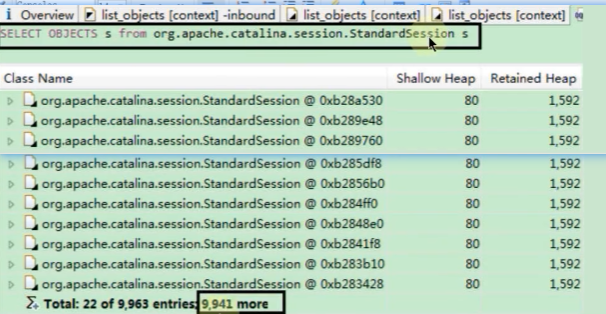 i Overview list_objects [context] -inbound list_objects [context] list_objects [context]
SELECT OBJECTS s from org.apache.catalina.session.StandardSession s
Class Name Shallow Heap Retained Heap
org.apache.catalina.session.StandardSession @ 0xb28a530 80 1,592
org.apache.catalina.session.StandardSession @ 0xb289e48 80 1,592
org.apache.catalina.session.StandardSession @ 0xb289760 80 1,592
org.apache.catalina.session.StandardSession @ 0xb285df8 80 1,592
org.apache.catalina.session.StandardSession @ 0xb2856b0 80 1,592
org.apache.catalina.session.StandardSession @ 0xb284ff0 80 1,592
org.apache.catalina.session.StandardSession @ 0xb2848e0 80 1,592
org.apache.catalina.session.StandardSession @ 0xb2841f8 80 1,592
org.apache.catalina.session.StandardSession @ 0xb283b10 80 1,592
org.apache.catalina.session.StandardSession @ 0xb283428 80 1,592
Σ Total: 22 of 9,963 entries; 9,941 more